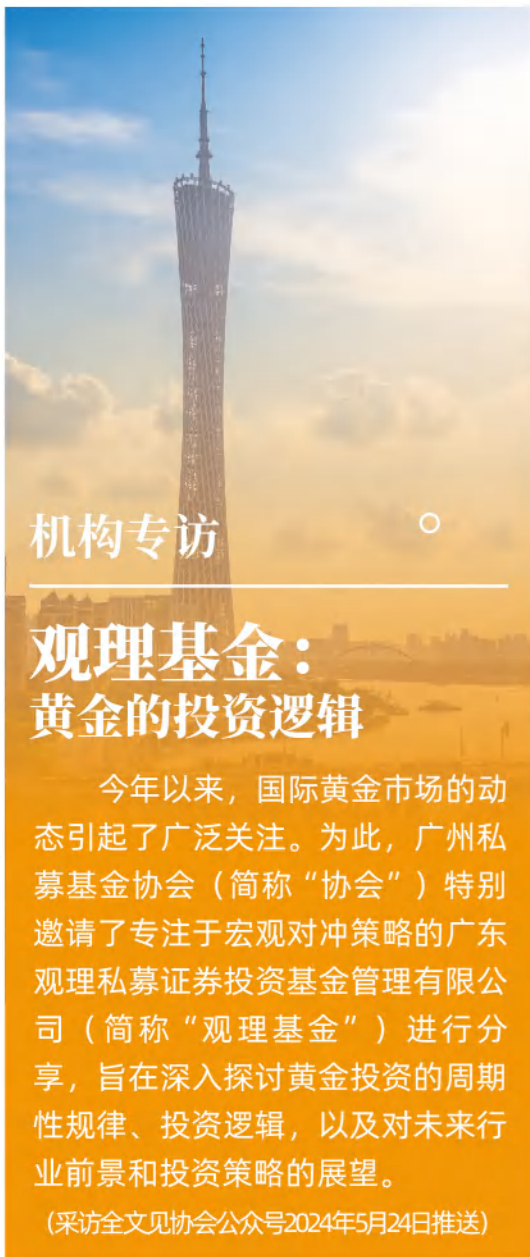 机构专访
观理基金：
黄金的投资逻辑
今年以来，国际黄金市场的动
态引起了广泛关注。为此，广州私
募基金协会（简称“协会”）特别
邀请了专注于宏观对冲策略的广东
观理私募证券投资基金管理有限公
司（简称“观理基金”）进行分
享，旨在深入探讨黄金投资的周期
性规律、投资逻辑，以及对未来行
业前景和投资策略的展望。
（采访全文见协会公众号2024年5月24日推送）